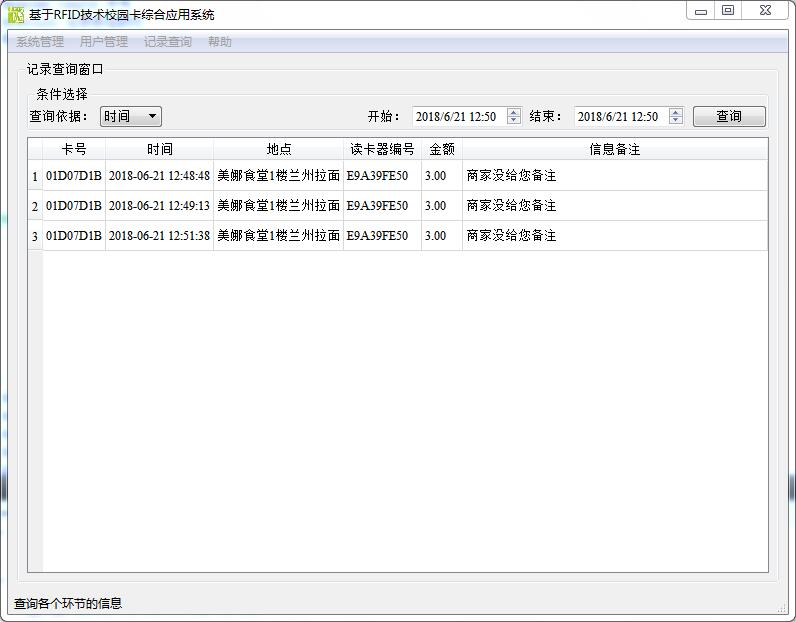 基于RFID技术校园卡综合应用系统
系统管理 用户管理 记录查询 帮助
记录查询窗口
条件选择
查询依据： 时间 开始： 2018/6/21 12:50 结束： 2018/6/21 12:50 查询
卡号 时间 地点 读卡器编号 金额 信息备注
1 01D07D1B 2018-06-21 12:48:48 美娜食堂1楼兰州拉面 E9A39FE50 3.00 商家没给您备注
2 01D07D1B 2018-06-21 12:49:13 美娜食堂1楼兰州拉面 E9A39FE50 3.00 商家没给您备注
3 01D07D1B 2018-06-21 12:51:38 美娜食堂1楼兰州拉面 E9A39FE50 3.00 商家没给您备注
查询各个环节的信息